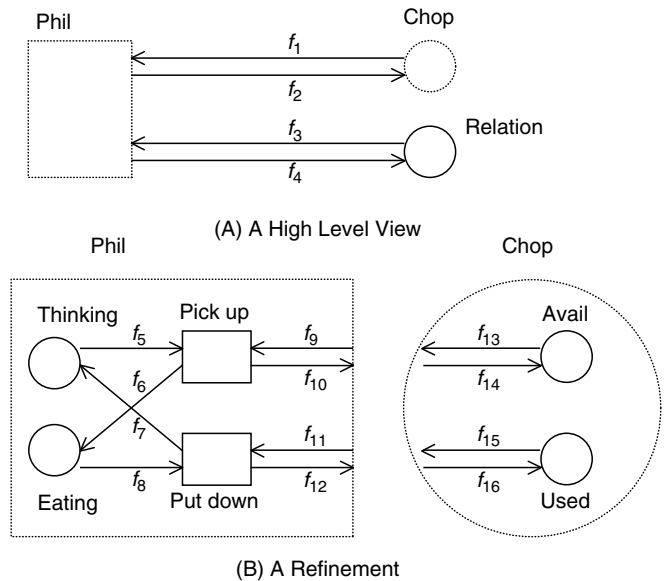 Phil
Chop
f1
f2
Relation
f3
f4
(A) A High Level View
Phil
Chop
Thinking
Pick up
Avail
f5
f9
f13
f6
f10
f14
f7
f11
f15
f8
f12
f16
Eating
Put down
Used
(B) A Refinement